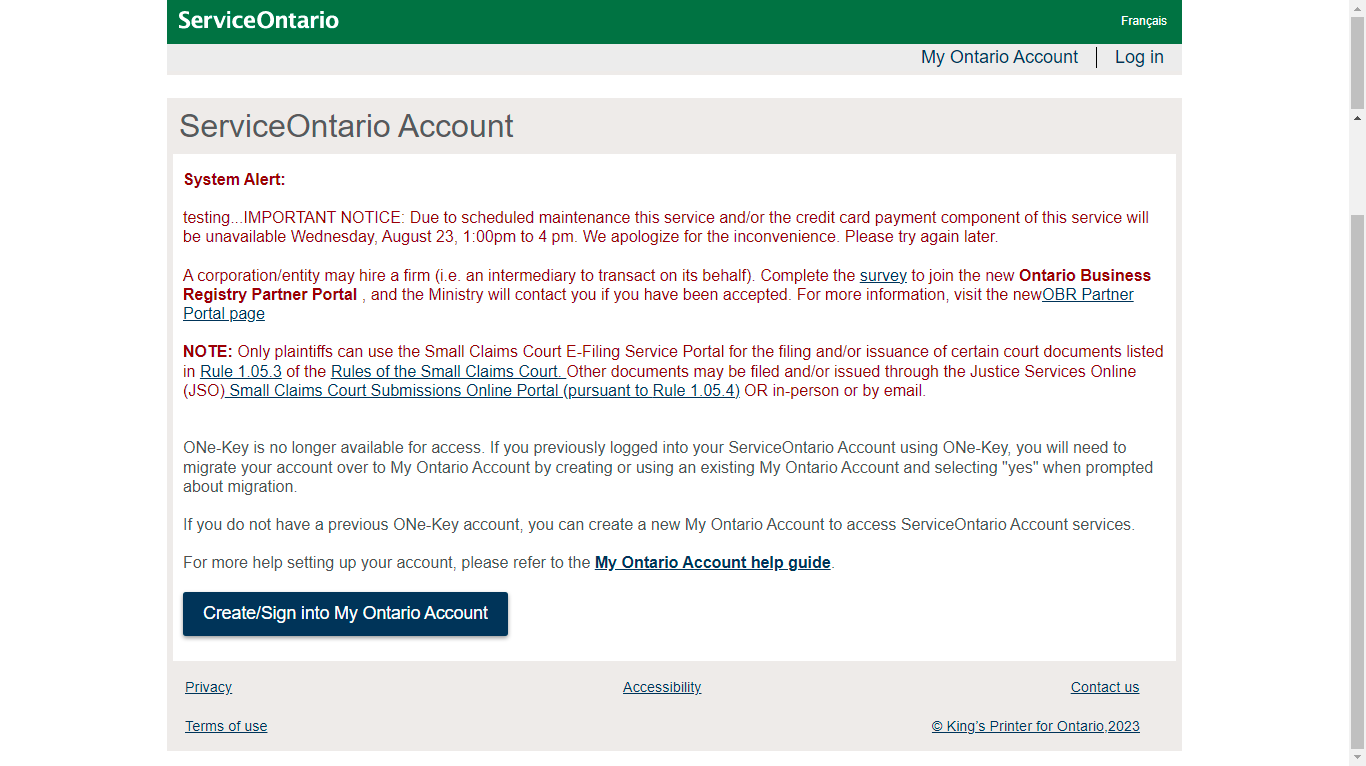 ServiceOntario
Français
My Ontario Account
Log in
ServiceOntario Account
System Alert:
testing...IMPORTANT NOTICE: Due to scheduled maintenance this service and/or the credit card payment component of this service will
be unavailable Wednesday, August 23, 1:00pm to 4 pm. We apologize for the inconvenience. Please try again later.
A corporation/entity may hire a firm (i.e. an intermediary to transact on its behalf). Complete the survey to join the new Ontario Business
Registry Partner Portal , and the Ministry will contact you if you have been accepted. For more information, visit the newOBR Partner
Portal page
NOTE: Only plaintiffs can use the Small Claims Court E-Filing Service Portal for the filing and/or issuance of certain court documents listed
in Rule 1.05.3 of the Rules of the Small Claims Court. Other documents may be filed and/or issued through the Justice Services Online
(JSO) Small Claims Court Submissions Online Portal (pursuant to Rule 1.05.4) OR in-person or by email.
ONe-Key is no longer available for access. If you previously logged into your ServiceOntario Account using ONe-Key, you will need to
migrate your account over to My Ontario Account by creating or using an existing My Ontario Account and selecting "yes" when prompted
about migration.
If you do not have a previous ONe-Key account, you can create a new My Ontario Account to access ServiceOntario Account services.
For more help setting up your account, please refer to the My Ontario Account help guide.
Create/Sign into My Ontario Account
Privacy
Accessibility
Contact us
Terms of use
© King’s Printer for Ontario,2023